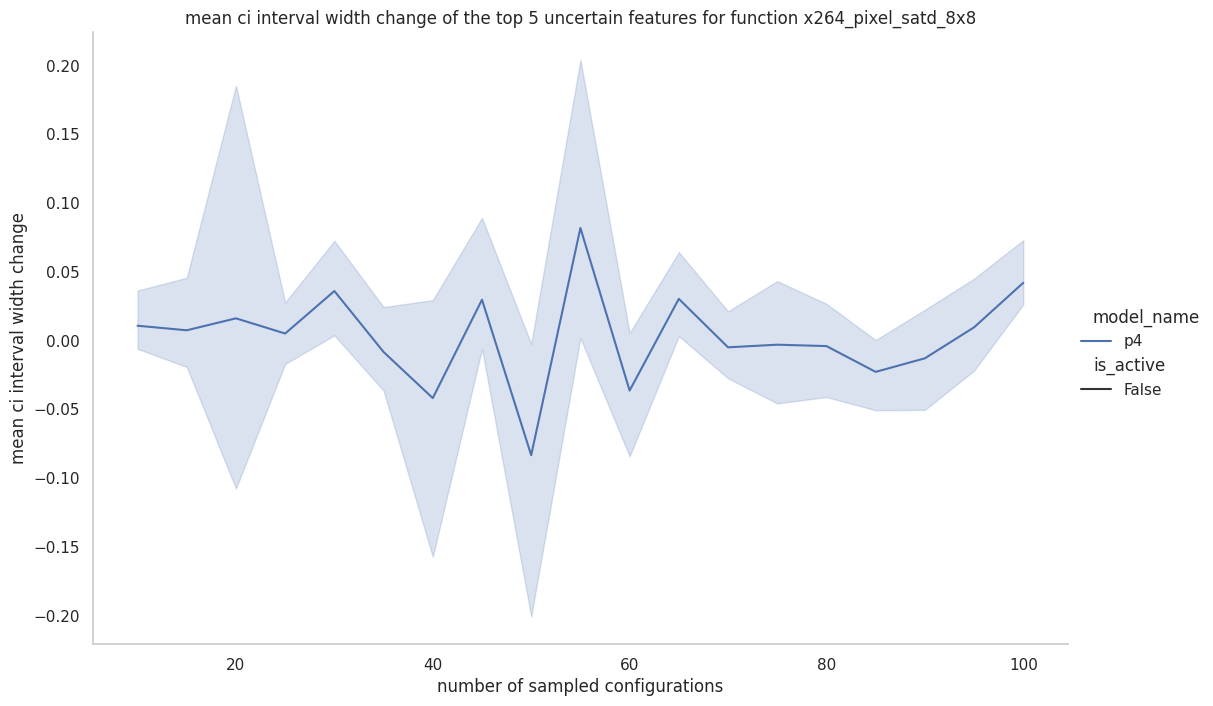 mean ci interval width change of the top 5 uncertain features for function x264_pixel_satd_8x8
mean ci interval width change
0.20
0.15
0.10
0.05
0.00
−0.05
−0.10
−0.15
−0.20
20
40
60
80
100
number of sampled configurations
model_name
p4
is_active
False